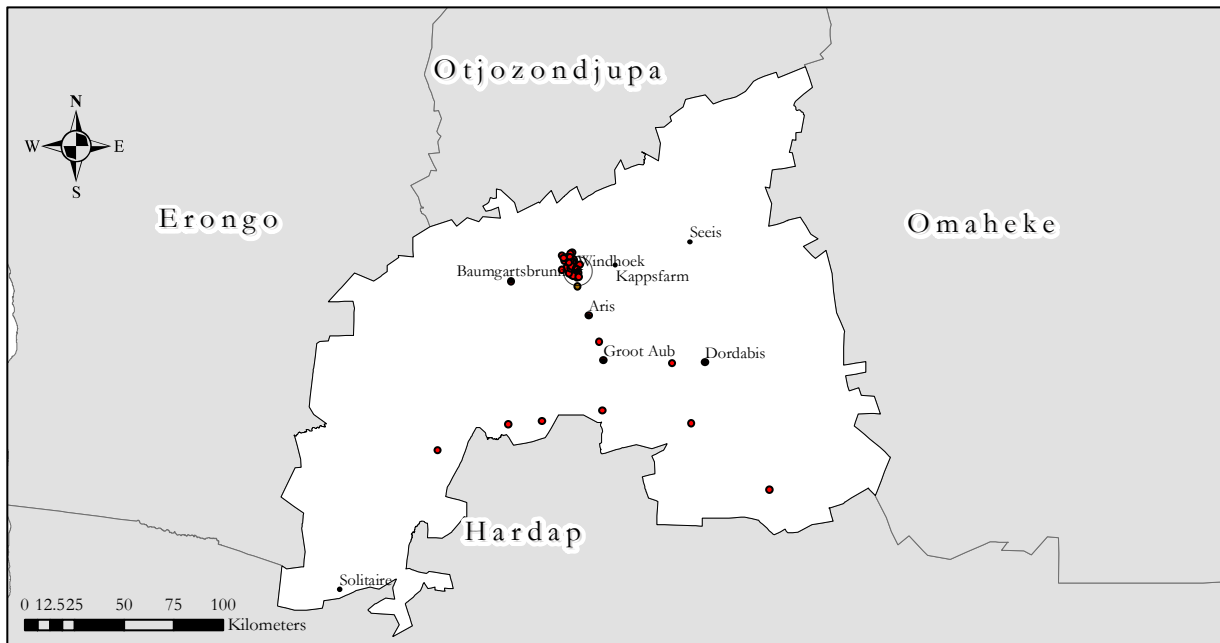 Otjozondjupa
N
W E
S
Erongo
Omaheke
Seeis
Windhoek
Baumgartsbrunn
Kappsfarm
Aris
Groot Aub
Dordabis
Hardap
Solitaire
0 12.525 50 75 100
Kilometers